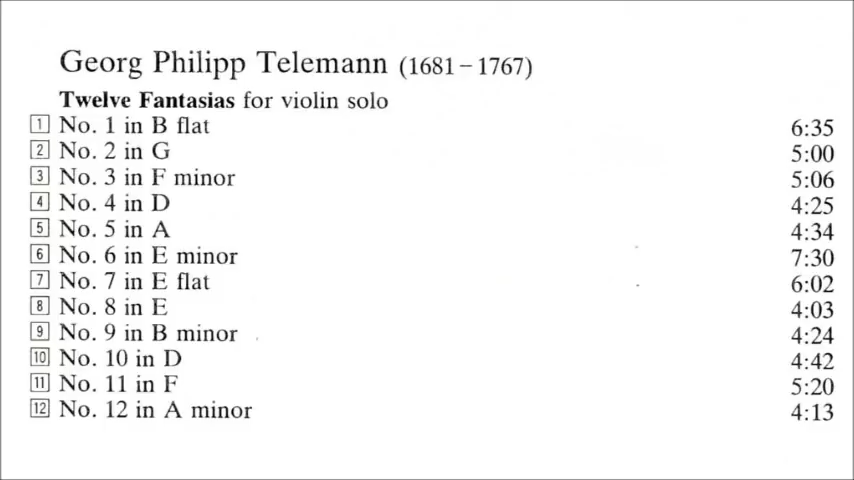 Georg Philipp Telemann (1681–1767)
Twelve Fantasias for violin solo
1 No. 1 in B flat 6:35
2 No. 2 in G 5:00
3 No. 3 in F minor 5:06
4 No. 4 in D 4:25
5 No. 5 in A 4:34
6 No. 6 in E minor 7:30
7 No. 7 in E flat 6:02
8 No. 8 in E 4:03
9 No. 9 in B minor 4:24
10 No. 10 in D 4:42
11 No. 11 in F 5:20
12 No. 12 in A minor 4:13